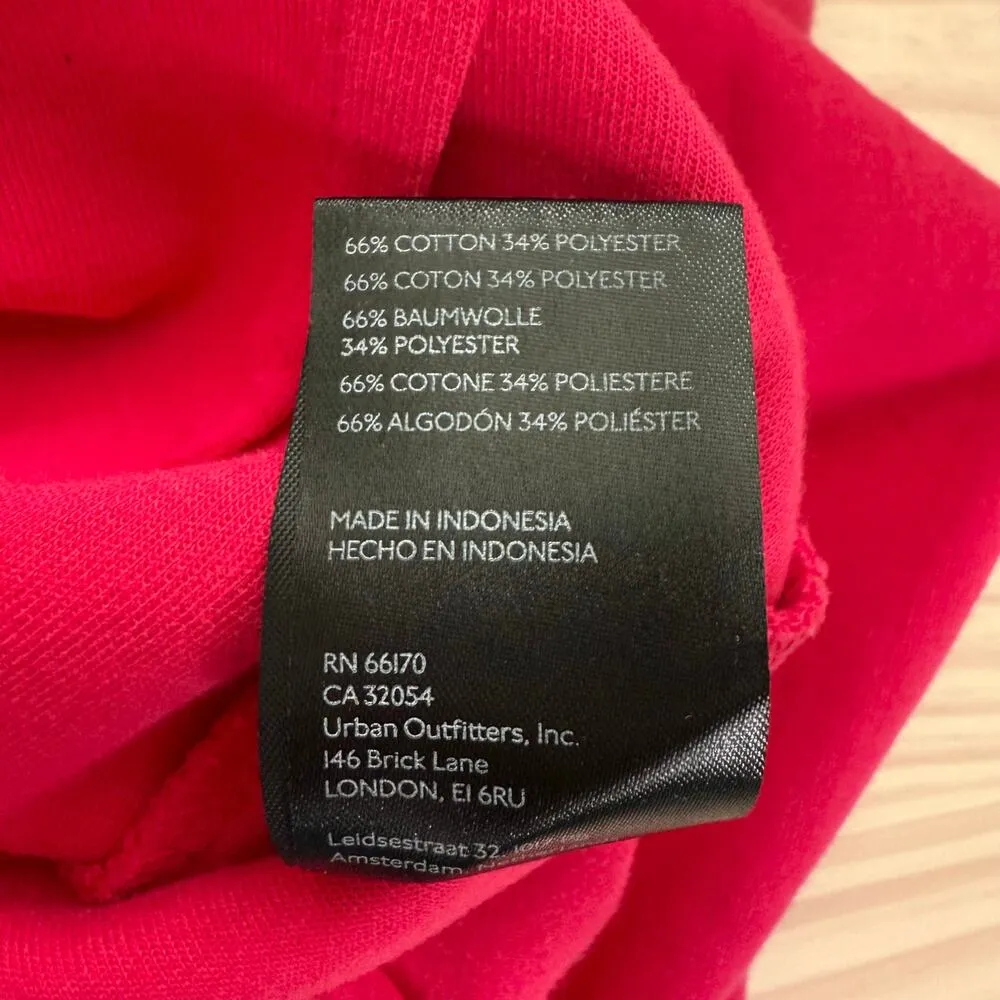 66% COTTON 34% POLYESTER
66% COTON 34% POLYESTER
66% BAUMWOLLE
34% POLYESTER
66% COTONE 34% POLIESTERE
66% ALGODÓN 34% POLIÉSTER
MADE IN INDONESIA
HECHO EN INDONESIA
RN 66170
CA 32054
Urban Outfitters, Inc.
146 Brick Lane
LONDON, E1 6RU
Leidsestraat 32,
Amsterdam,